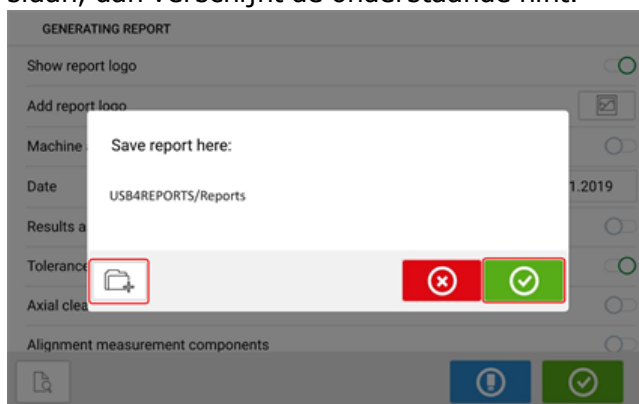 slaan, dan verschijnt de onderstaande hint:
GENERATING REPORT
Show report logo
Add report logo
Machine
Save report here:
Date
1.2019
USB4REPORTS/Reports
Results a
Tolerance
Axial clea
Alignment measurement components